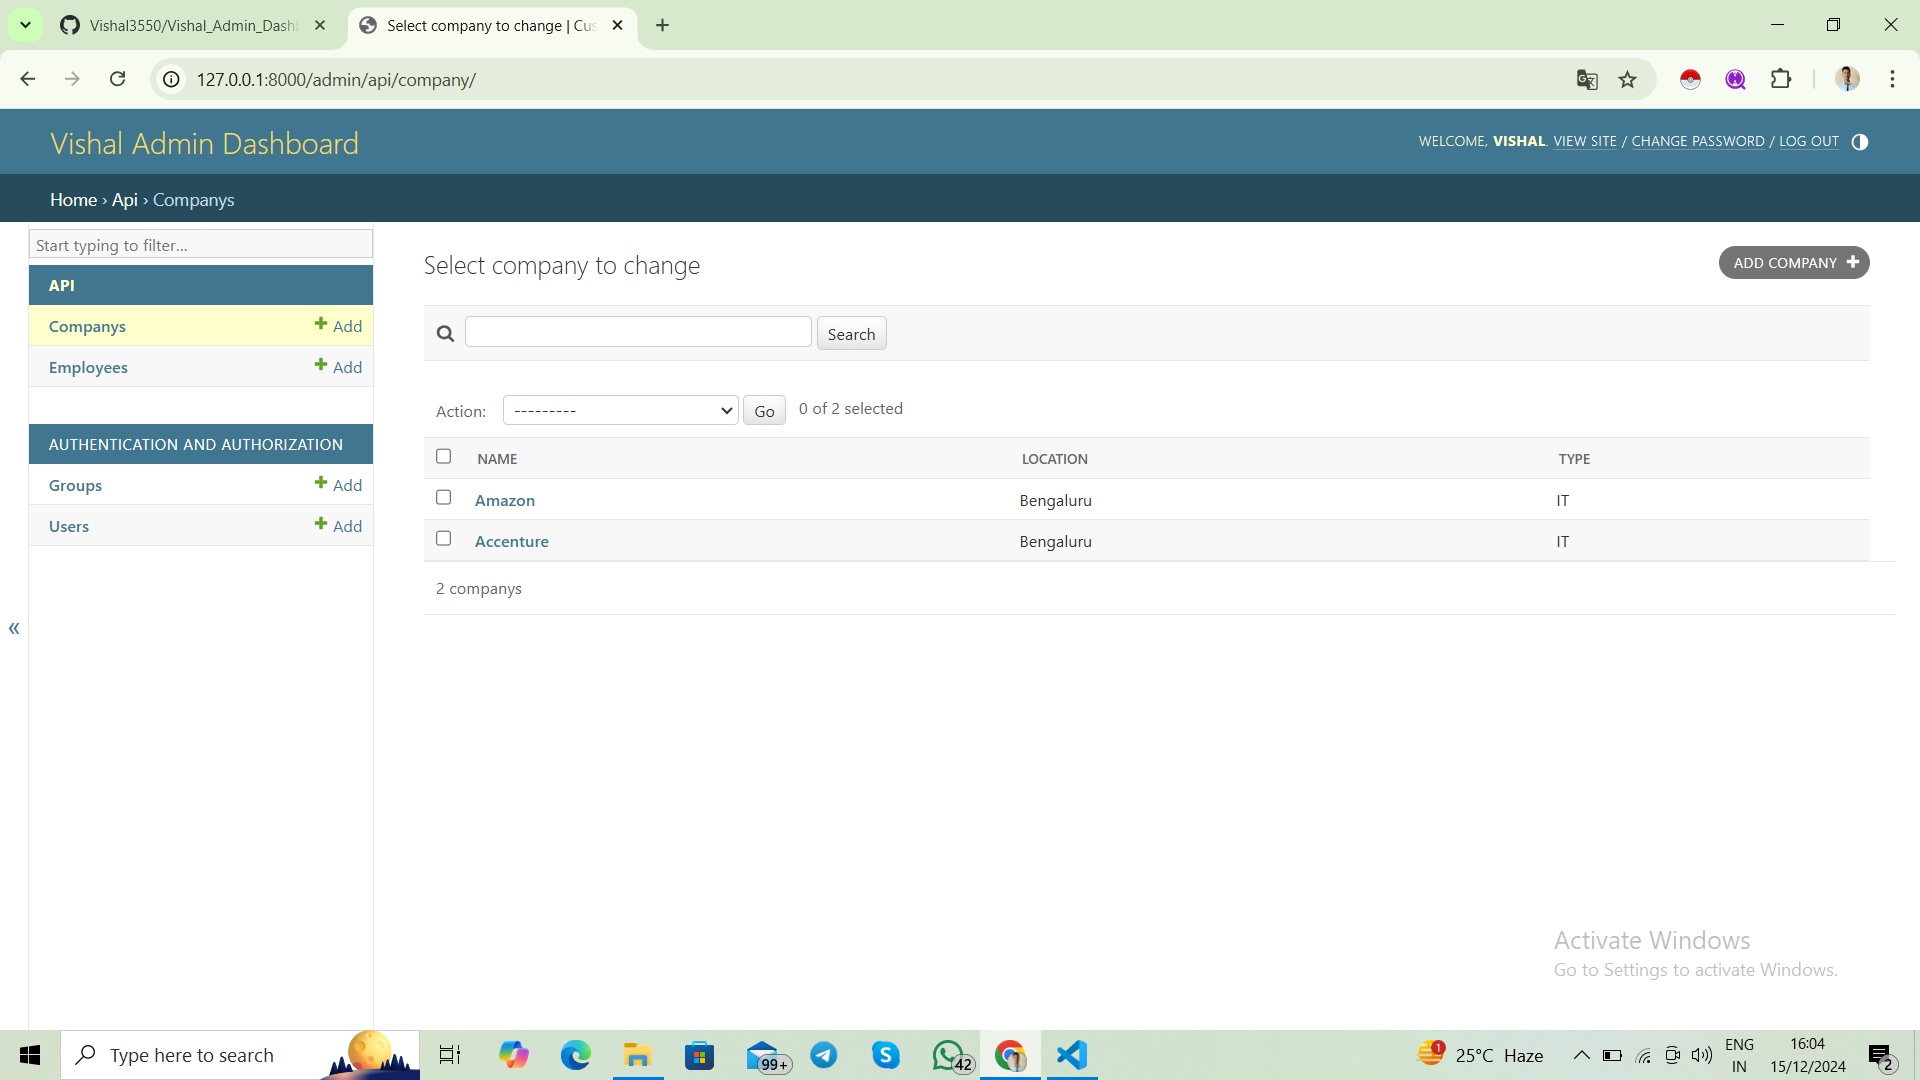 Vishal3550/Vishal_Admin_Dash
Select company to change | Cus
127.0.0.1:8000/admin/api/company/
Vishal Admin Dashboard
WELCOME, VISHAL. VIEW SITE / CHANGE PASSWORD / LOG OUT
Home › Api › Companys
Start typing to filter...
API
Companys + Add
Employees + Add
AUTHENTICATION AND AUTHORIZATION
Groups + Add
Users + Add
«
Select company to change
ADD COMPANY +
Search
Action: --------- Go 0 of 2 selected
NAME LOCATION TYPE
Amazon Bengaluru IT
Accenture Bengaluru IT
2 companys
Activate Windows
Go to Settings to activate Windows.
Type here to search
99+
42
1
25°C Haze
ENG
IN
16:04
15/12/2024
2